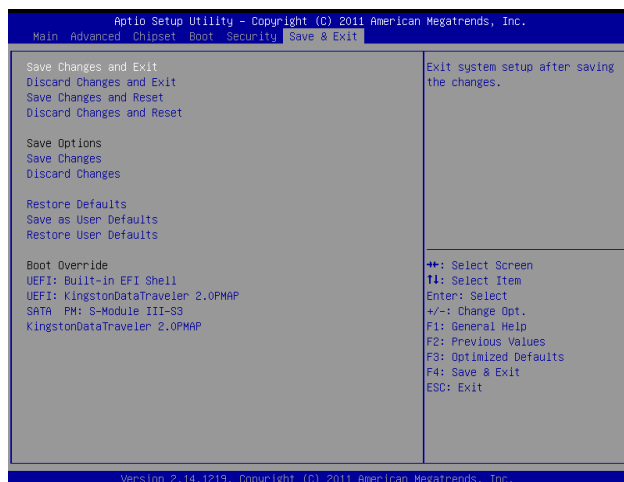 Aptio Setup Utility – Copyright (C) 2011 American Megatrends, Inc.
Main Advanced Chipset Boot Security Save & Exit
Save Changes and Exit
Discard Changes and Exit
Save Changes and Reset
Discard Changes and Reset
Save Options
Save Changes
Discard Changes
Restore Defaults
Save as User Defaults
Restore User Defaults
Boot Override
UEFI: Built-in EFI Shell
UEFI: KingstonDataTraveler 2.0PMAP
SATA PM: S-Module III-S3
KingstonDataTraveler 2.0PMAP
Exit system setup after saving
the changes.
→←: Select Screen
↑↓: Select Item
Enter: Select
+/-: Change Opt.
F1: General Help
F2: Previous Values
F3: Optimized Defaults
F4: Save & Exit
ESC: Exit
Version 2.14.1219. Copyright (C) 2011 American Megatrends, Inc.